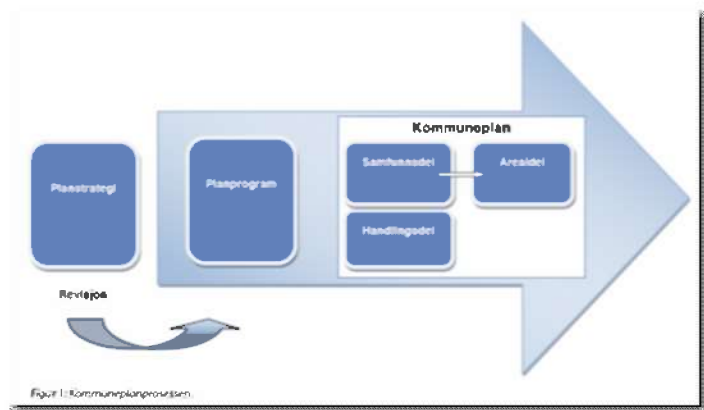 Kommuneplan
Planstrategi
Planprogram
Samfunnsdel
Arealdel
Handlingsdel
Revisjon
Figur 1: Kommuneplanprosessen.